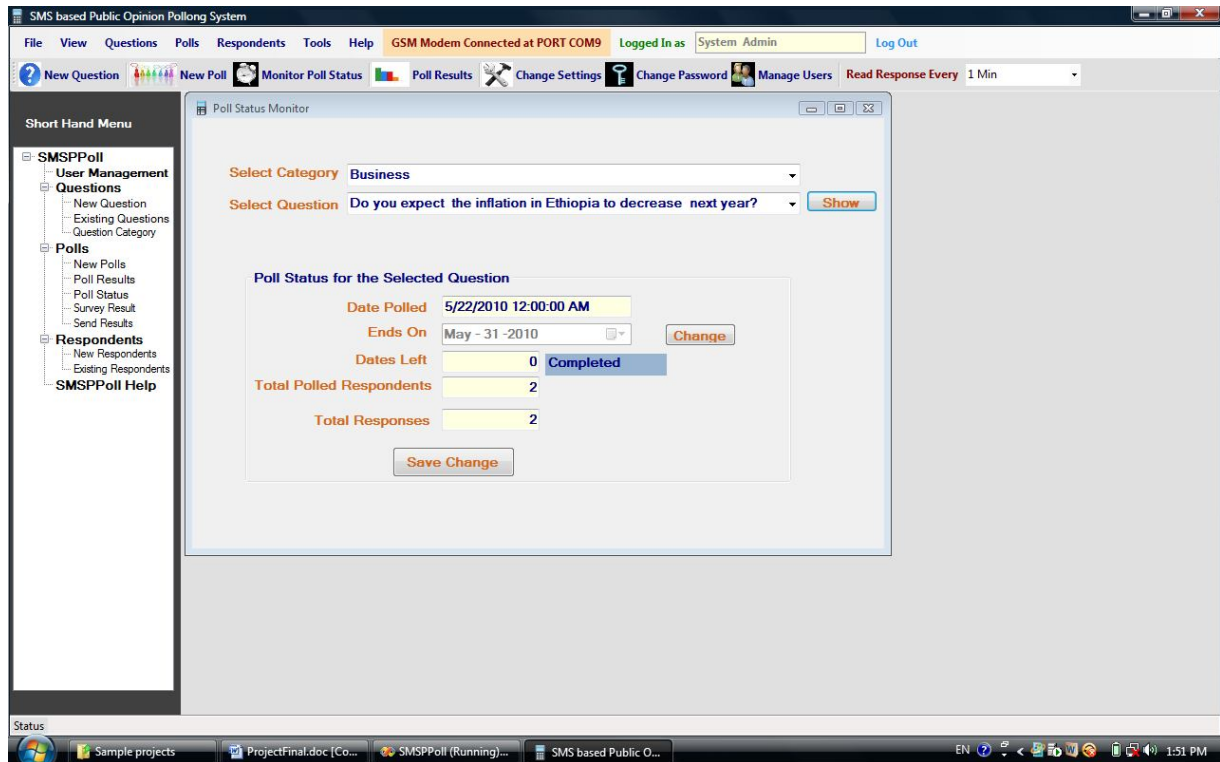 SMS based Public Opinion Pollong System
File View Questions Polls Respondents Tools Help GSM Modem Connected at PORT COM9 Logged In as System Admin Log Out
New Question New Poll Monitor Poll Status Poll Results Change Settings Change Password Manage Users Read Response Every 1 Min
Short Hand Menu
SMSPPoll
User Management
Questions
New Question
Existing Questions
Question Category
Polls
New Polls
Poll Results
Poll Status
Survey Result
Send Results
Respondents
New Respondents
Existing Respondents
SMSPPoll Help
Poll Status Monitor
Select Category Business
Select Question Do you expect the inflation in Ethiopia to decrease next year? Show
Poll Status for the Selected Question
Date Polled 5/22/2010 12:00:00 AM
Ends On May - 31 -2010 Change
Dates Left 0 Completed
Total Polled Respondents 2
Total Responses 2
Save Change
Status
Sample projects ProjectFinal.doc [Co... SMSPPoll (Running)... SMS based Public O... EN 1:51 PM